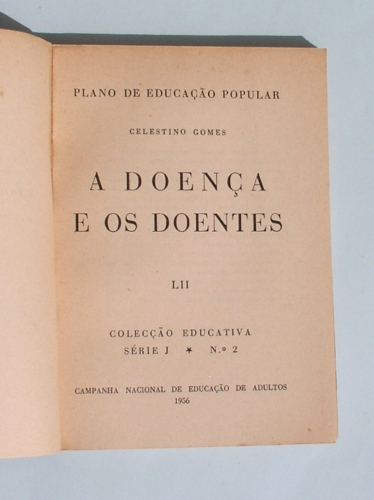 PLANO DE EDUCAÇÃO POPULAR
CELESTINO GOMES
A DOENÇA
E OS DOENTES
LII
COLECÇÃO EDUCATIVA
SÉRIE J ★ N.º 2
CAMPANHA NACIONAL DE EDUCAÇÃO DE ADULTOS
1956